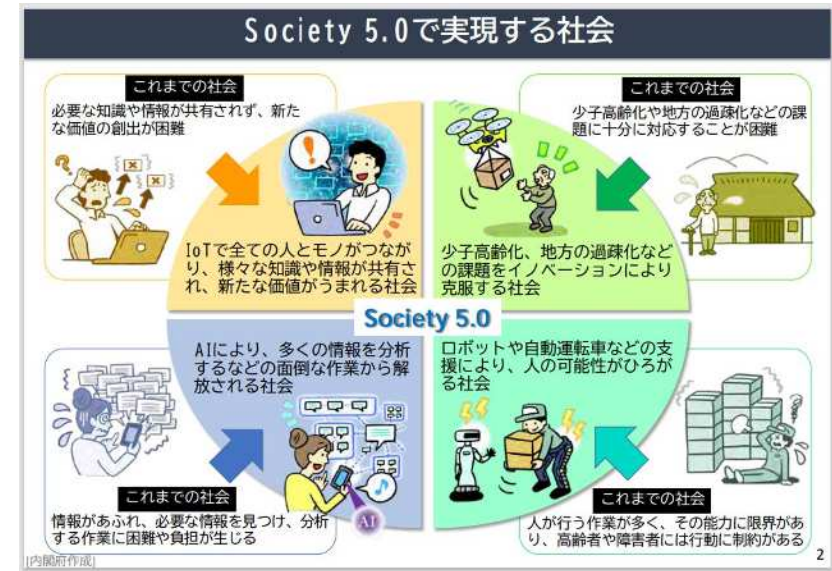 Society 5.0で実現する社会
これまでの社会
必要な知識や情報が共有されず、新た
な価値の創出が困難
IoTで全ての人とモノがつなが
り、様々な知識や情報が共有さ
れ、新たな価値がうまれる社会
これまでの社会
少子高齢化や地方の過疎化などの課
題に十分に対応することが困難
少子高齢化、地方の過疎化など
の課題をイノベーションにより
克服する社会
Society 5.0
AIにより、多くの情報を分析
するなどの面倒な作業から解
放される社会
AI
これまでの社会
情報があふれ、必要な情報を見つけ、分析
する作業に困難や負担が生じる
ロボットや自動運転車などの支
援により、人の可能性がひろが
る社会
これまでの社会
人が行う作業が多く、その能力に限界があ
り、高齢者や障害者には行動に制約がある
[内閣府作成]
2